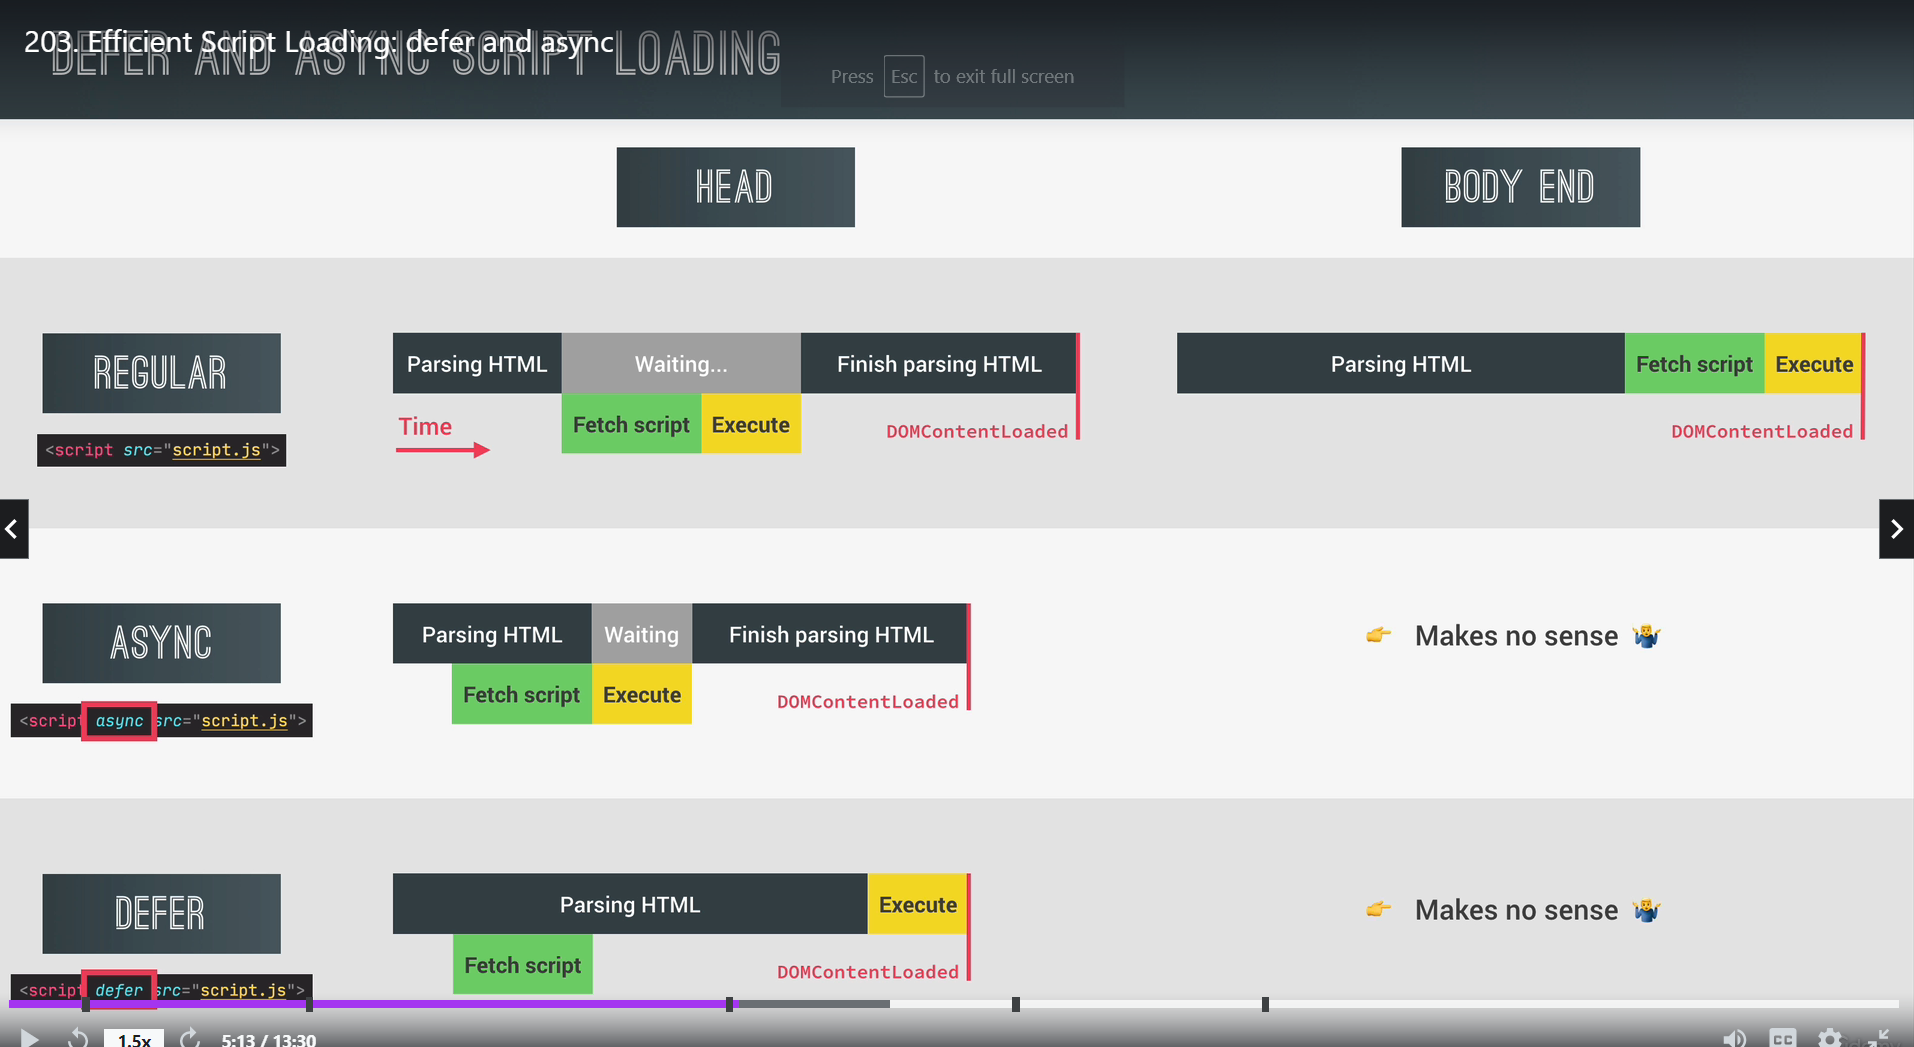 203. Efficient Script Loading: defer and async
DEFER AND ASYNC SCRIPT LOADING
Press Esc to exit full screen
HEAD
BODY END
REGULAR
<script src="script.js">
Parsing HTML
Waiting...
Finish parsing HTML
Time
Fetch script
Execute
DOMContentLoaded
Parsing HTML
Fetch script
Execute
DOMContentLoaded
ASYNC
<script async src="script.js">
Parsing HTML
Waiting
Finish parsing HTML
Fetch script
Execute
DOMContentLoaded
👉 Makes no sense 🤷‍♂️
DEFER
<script defer src="script.js">
Parsing HTML
Execute
Fetch script
DOMContentLoaded
👉 Makes no sense 🤷‍♂️
1.5x
5:13 / 13:30
CC